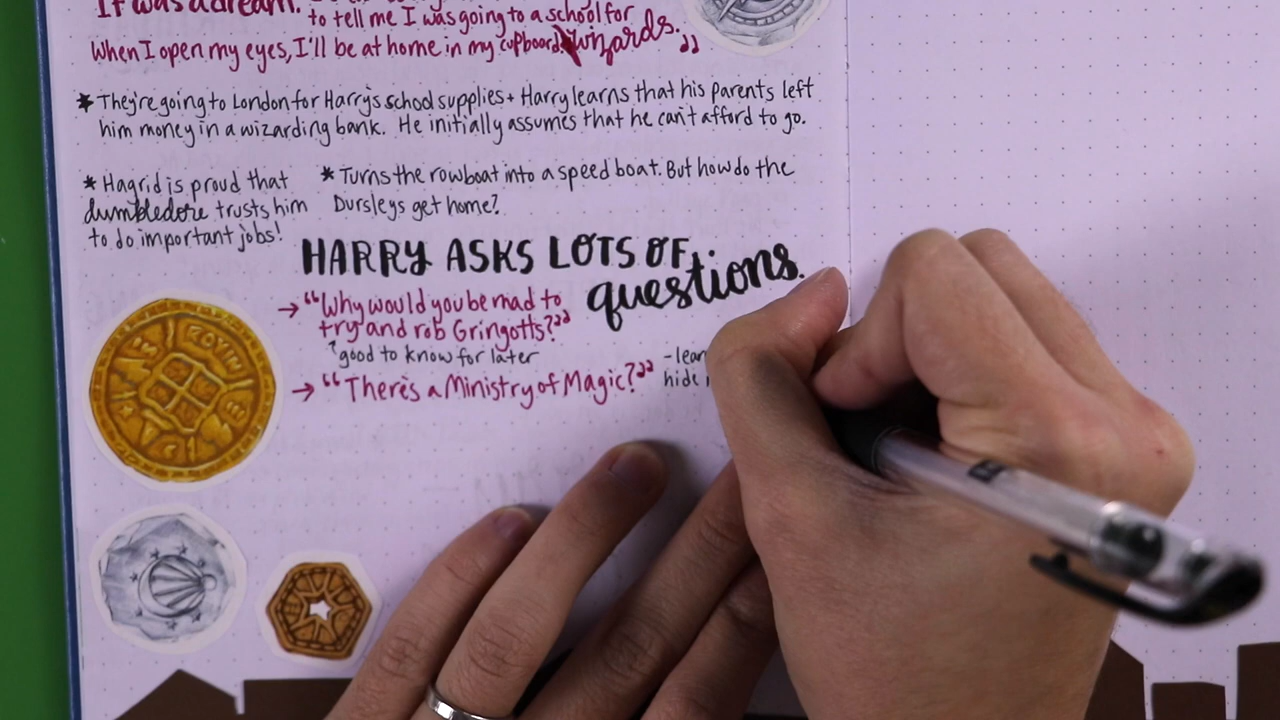 It was a dream.
to tell me I was going to a school for
When I open my eyes, I'll be at home in my cupboard. wizards."
* They're going to London for Harry's school supplies + Harry learns that his parents left
him money in a wizarding bank. He initially assumes that he can't afford to go.
* Hagrid is proud that
dumbledore trusts him
to do important jobs!
* Turns the rowboat into a speed boat. But how do the
Dursleys get home?
HARRY ASKS LOTS OF
questions.
→ "Why would you be mad to
try and rob Gringotts?"
good to know for later
→ "There's a Ministry of Magic?"
hide